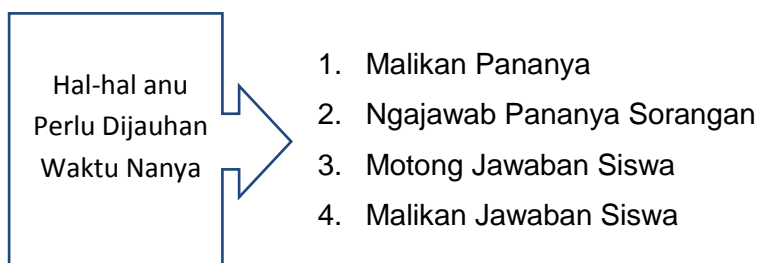 Hal-hal anu
Perlu Dijauhan
Waktu Nanya
1. Malikan Pananya
2. Ngajawab Pananya Sorangan
3. Motong Jawaban Siswa
4. Malikan Jawaban Siswa